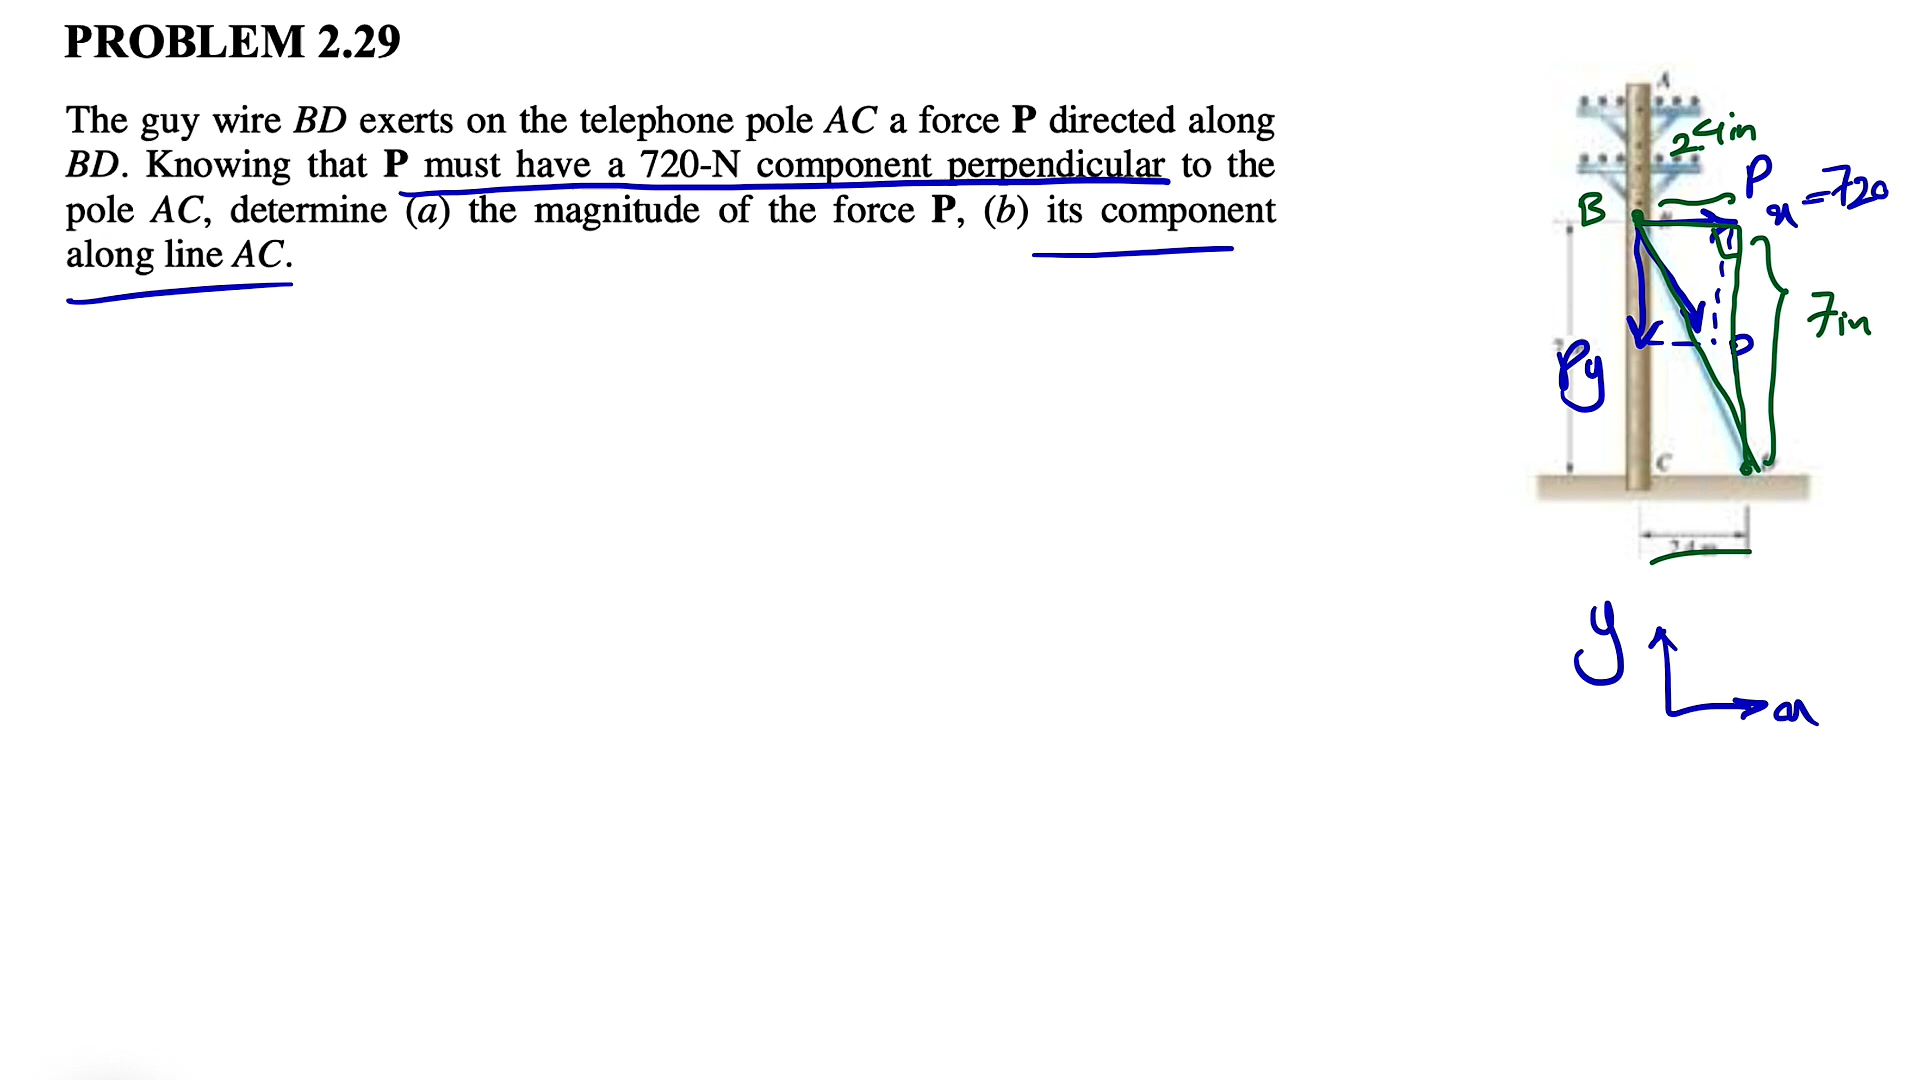 PROBLEM 2.29
The guy wire BD exerts on the telephone pole AC a force P directed along
BD. Knowing that P must have a 720-N component perpendicular to the
pole AC, determine (a) the magnitude of the force P, (b) its component
along line AC.
A
2.4in
P x = 720
B
7in
P
Py
C
y
x